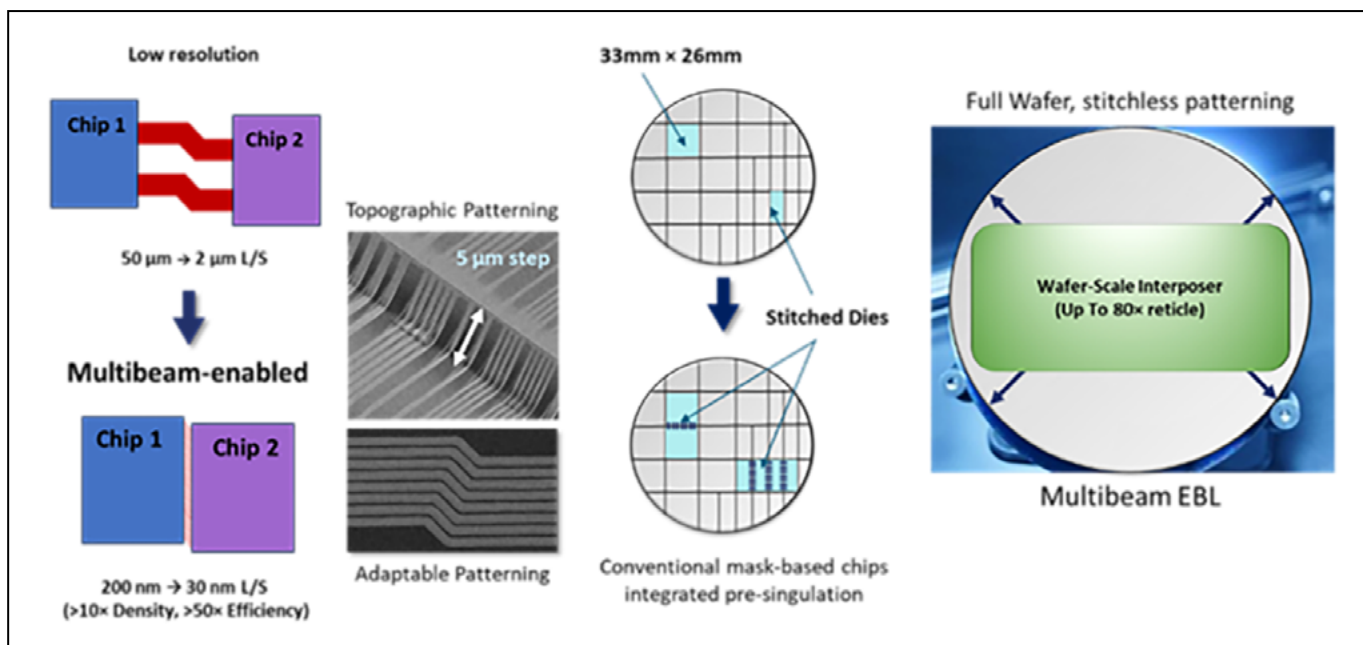 Low resolution
Chip 1
Chip 2
50 µm → 2 µm L/S
Multibeam-enabled
Chip 1
Chip 2
200 nm → 30 nm L/S
(>10× Density, >50× Efficiency)
Topographic Patterning
5 µm step
Adaptable Patterning
33mm × 26mm
Stitched Dies
Conventional mask-based chips
integrated pre-singulation
Full Wafer, stitchless patterning
Wafer-Scale Interposer
(Up To 80× reticle)
Multibeam EBL